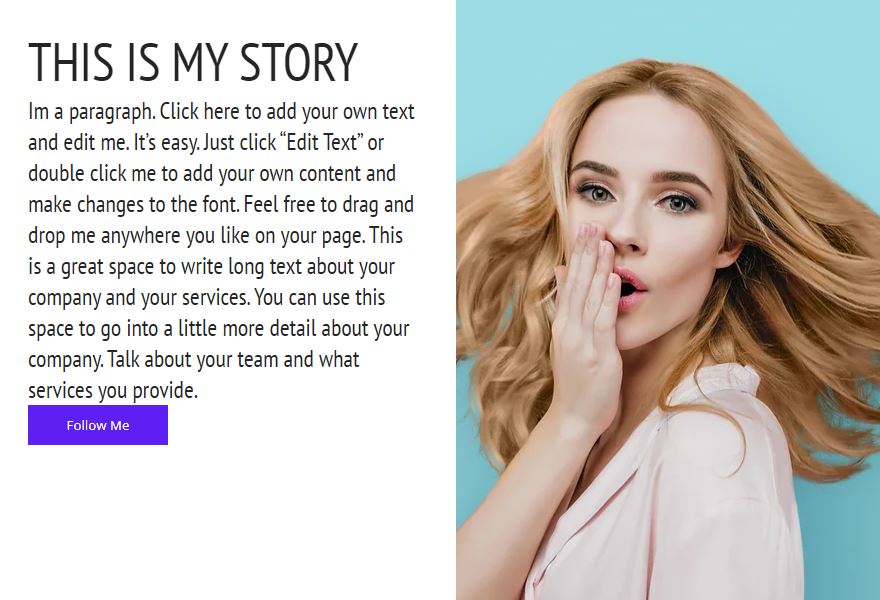 THIS IS MY STORY
Im a paragraph. Click here to add your own text
and edit me. It’s easy. Just click “Edit Text” or
double click me to add your own content and
make changes to the font. Feel free to drag and
drop me anywhere you like on your page. This
is a great space to write long text about your
company and your services. You can use this
space to go into a little more detail about your
company. Talk about your team and what
services you provide.
Follow Me